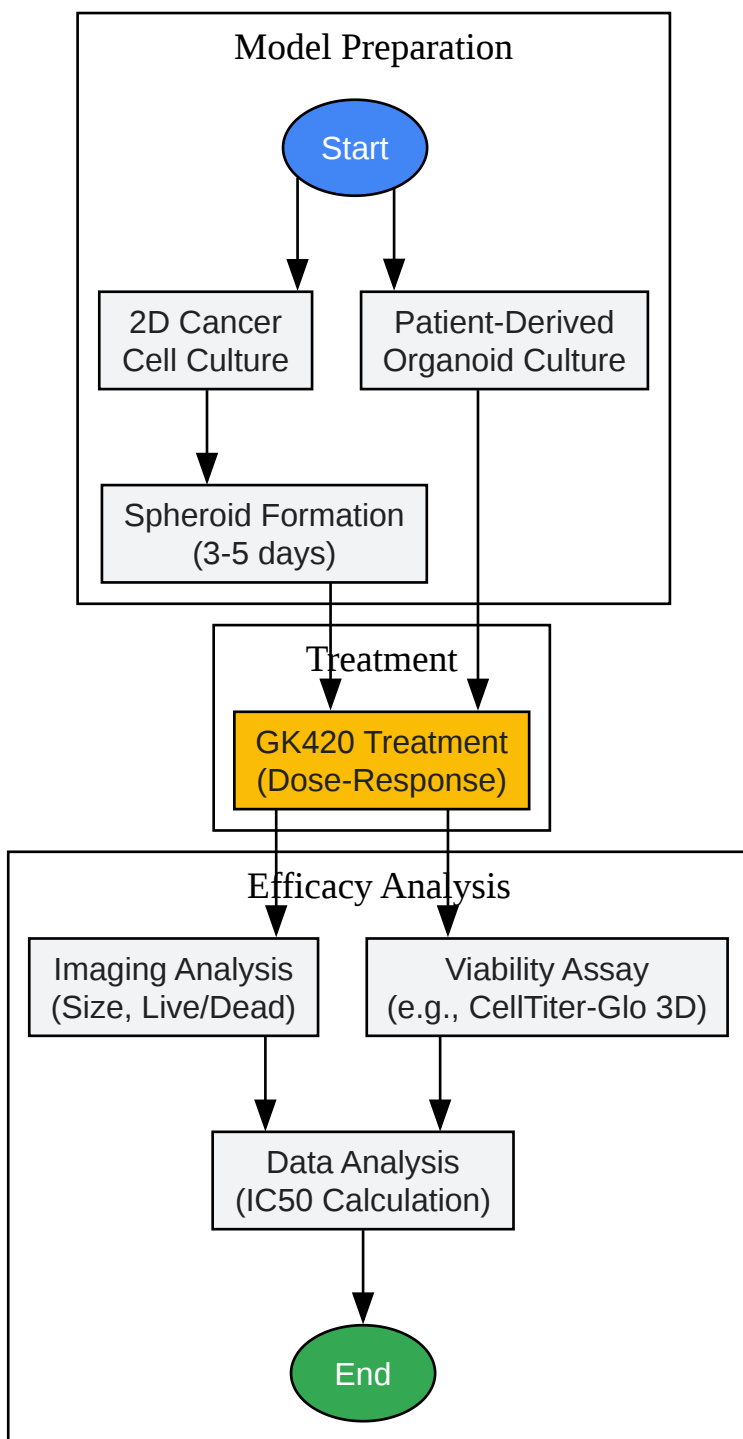 Model Preparation
Start
2D Cancer
Cell Culture
Patient-Derived
Organoid Culture
Spheroid Formation
(3-5 days)
Treatment
GK420 Treatment
(Dose-Response)
Efficacy Analysis
Imaging Analysis
(Size, Live/Dead)
Viability Assay
(e.g., CellTiter-Glo 3D)
Data Analysis
(IC50 Calculation)
End